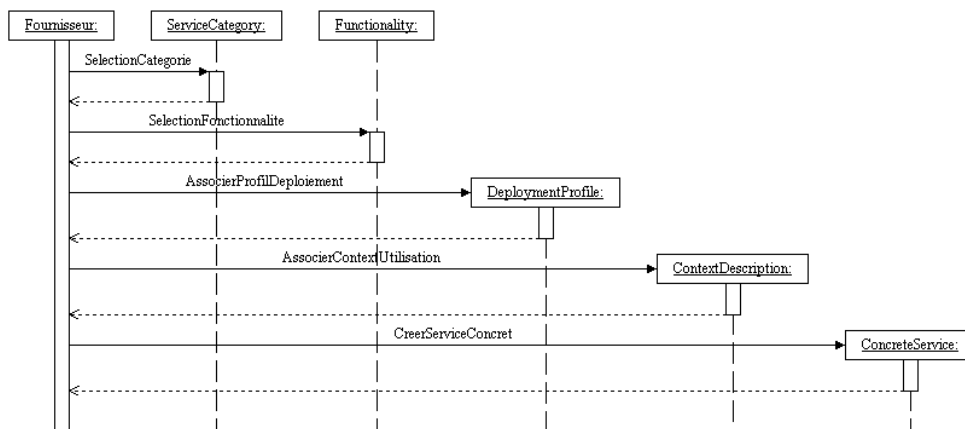 Fournisseur:
ServiceCategory:
Functionality:
SelectionCategorie
SelectionFonctionnalite
AssocierProfilDeploiement
DeploymentProfile:
AssocierContextUtilisation
ContextDescription:
CreerServiceConcret
ConcreteService: